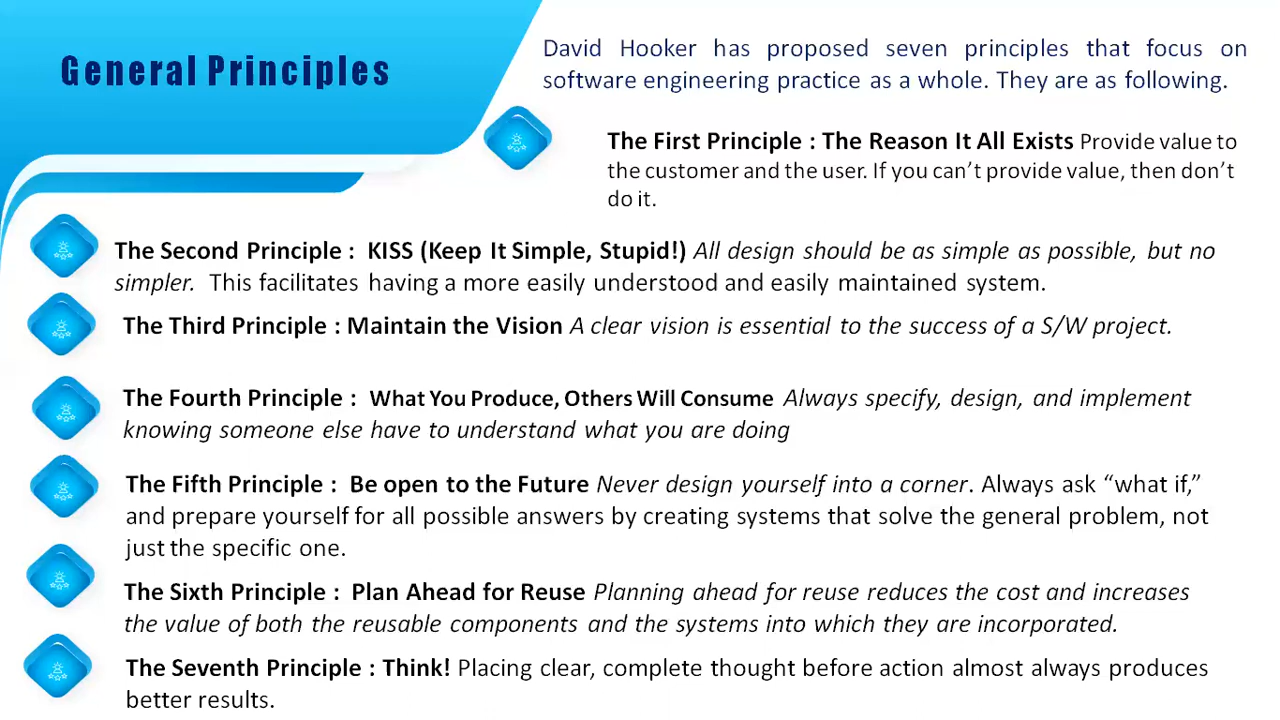 General Principles
David Hooker has proposed seven principles that focus on
software engineering practice as a whole. They are as following.
The First Principle : The Reason It All Exists Provide value to
the customer and the user. If you can’t provide value, then don’t
do it.
The Second Principle : KISS (Keep It Simple, Stupid!) All design should be as simple as possible, but no
simpler. This facilitates having a more easily understood and easily maintained system.
The Third Principle : Maintain the Vision A clear vision is essential to the success of a S/W project.
The Fourth Principle : What You Produce, Others Will Consume Always specify, design, and implement
knowing someone else have to understand what you are doing
The Fifth Principle : Be open to the Future Never design yourself into a corner. Always ask “what if,”
and prepare yourself for all possible answers by creating systems that solve the general problem, not
just the specific one.
The Sixth Principle : Plan Ahead for Reuse Planning ahead for reuse reduces the cost and increases
the value of both the reusable components and the systems into which they are incorporated.
The Seventh Principle : Think! Placing clear, complete thought before action almost always produces
better results.